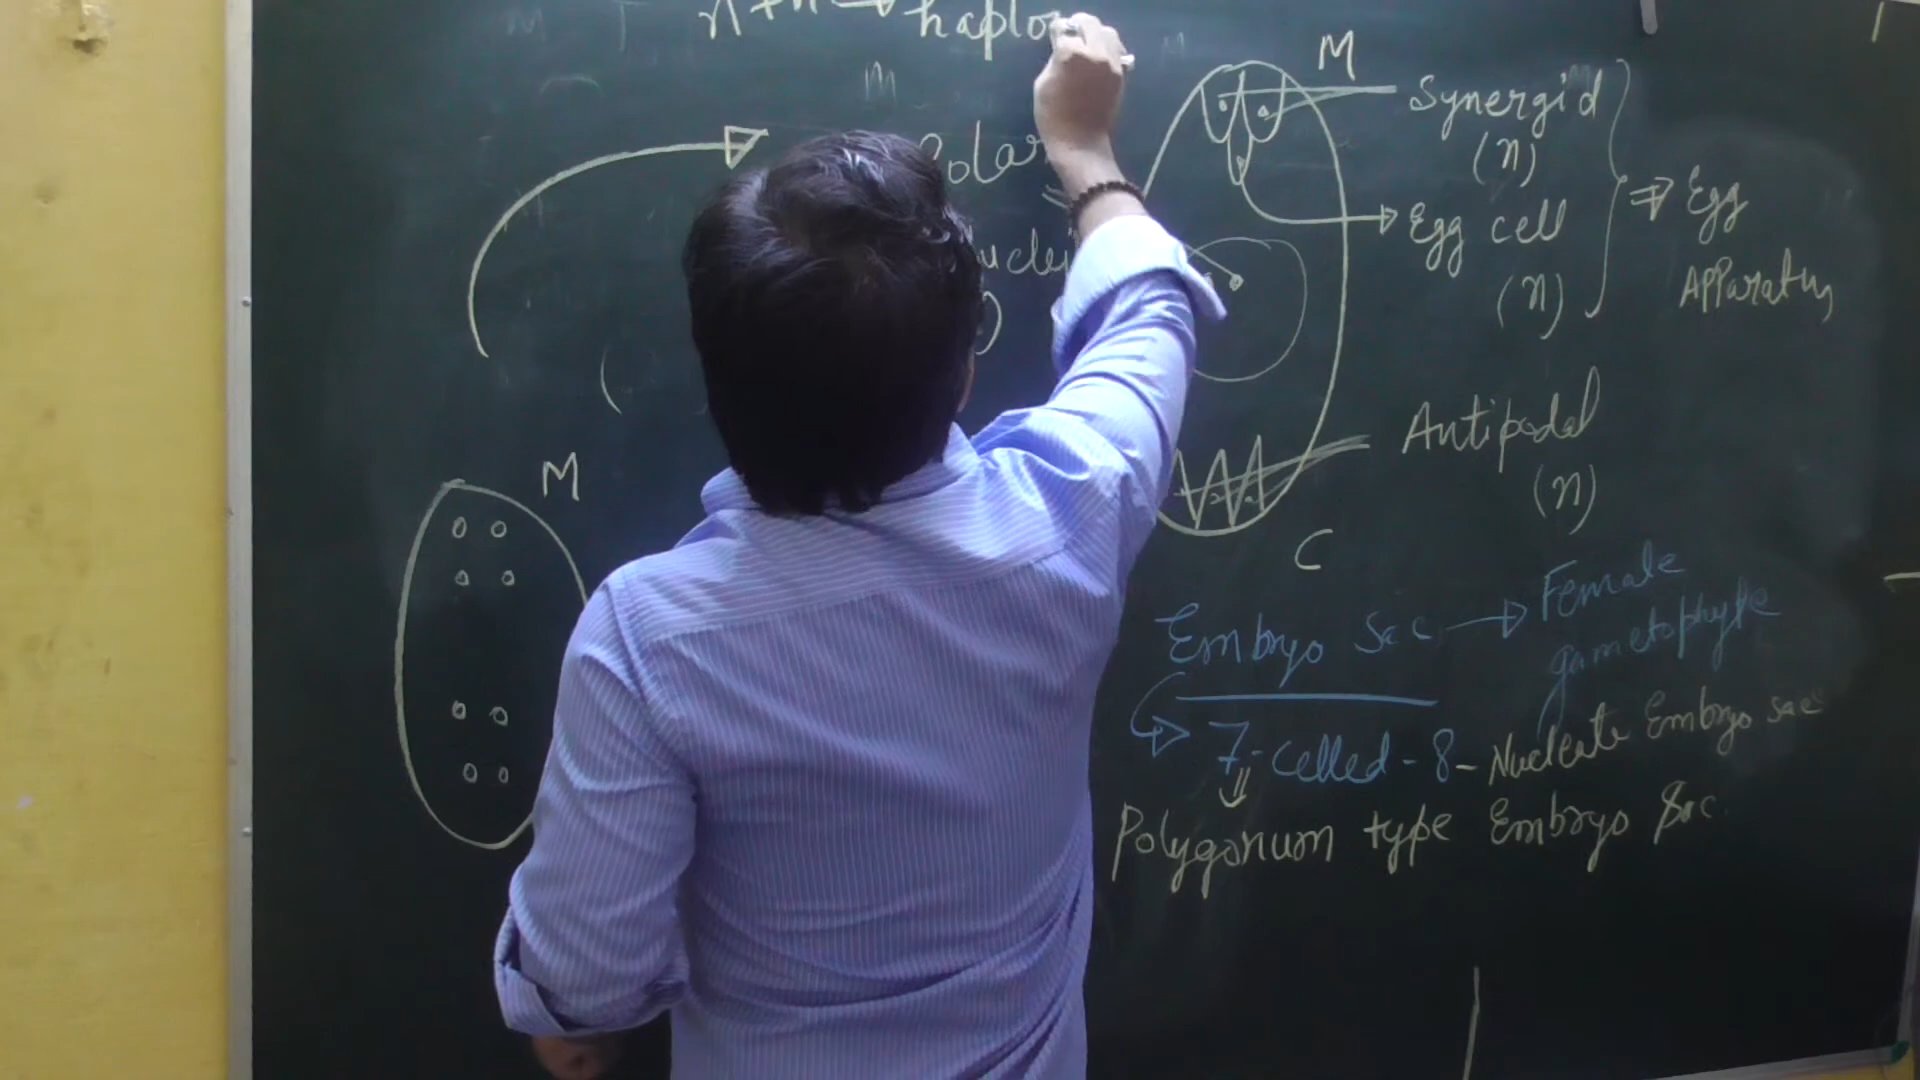 n + n → haplo
M
Synergid
(n)
Polar
Egg cell
(n)
⇒ Egg
Apparatus
nuclei
Antipodal
(n)
M
C
Embryo sac → Female
gametophyte
7-celled-8-Nucleate Embryo sac
Polygonum type Embryo Sac.